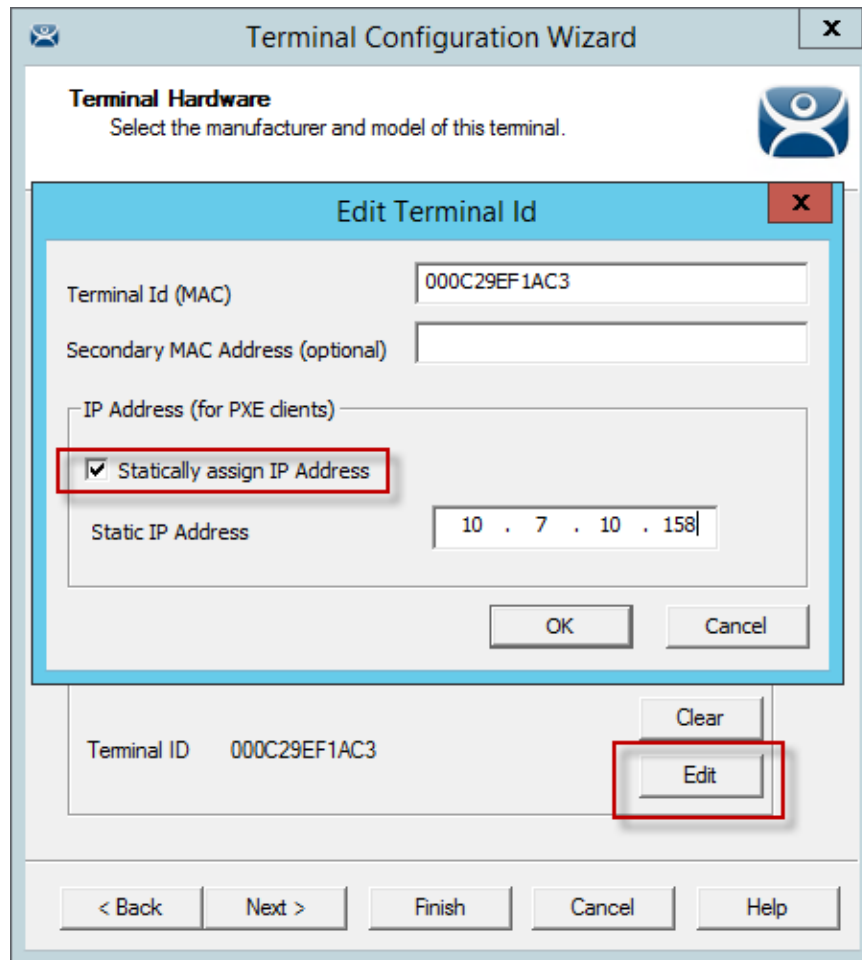 Terminal Configuration Wizard
x
Terminal Hardware
Select the manufacturer and model of this terminal.
Edit Terminal Id
x
Terminal Id (MAC)
000C29EF1AC3
Secondary MAC Address (optional)
IP Address (for PXE clients)
Statically assign IP Address
Static IP Address
10 . 7 . 10 . 158
OK
Cancel
Clear
Terminal ID 000C29EF1AC3
Edit
< Back
Next >
Finish
Cancel
Help